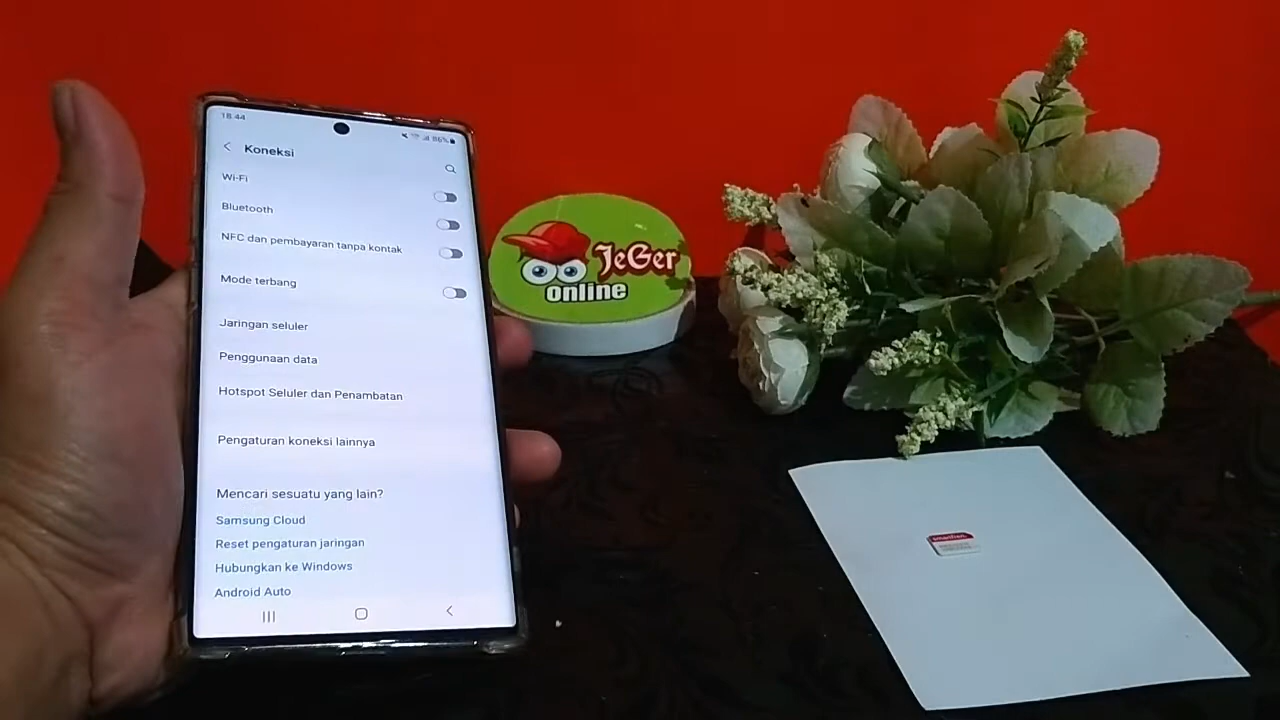 18.44
86%
Koneksi
Wi-Fi
Bluetooth
NFC dan pembayaran tanpa kontak
Mode terbang
Jaringan seluler
Penggunaan data
Hotspot Seluler dan Penambatan
Pengaturan koneksi lainnya
Mencari sesuatu yang lain?
Samsung Cloud
Reset pengaturan jaringan
Hubungkan ke Windows
Android Auto
JeGer
online
smartfren